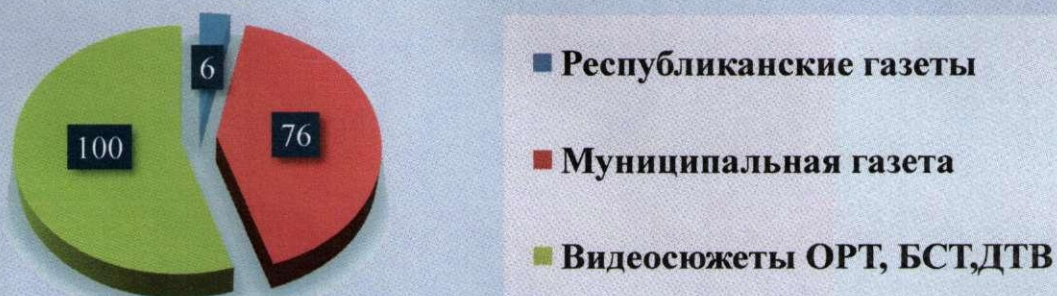 6
100
76
Республиканские газеты
Муниципальная газета
Видеосюжеты ОРТ, БСТ,ДТВ